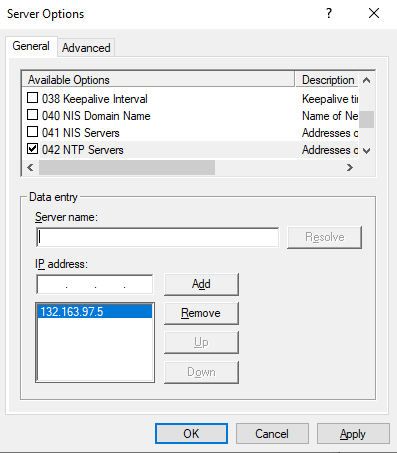 Server Options
General Advanced
Available Options Description
038 Keepalive Interval Keepalive tir
040 NIS Domain Name Name of Ne
041 NIS Servers Addresses o
042 NTP Servers Addresses o
Data entry
Server name:
Resolve
IP address:
. . . Add
132.163.97.5
Remove
Up
Down
OK Cancel Apply